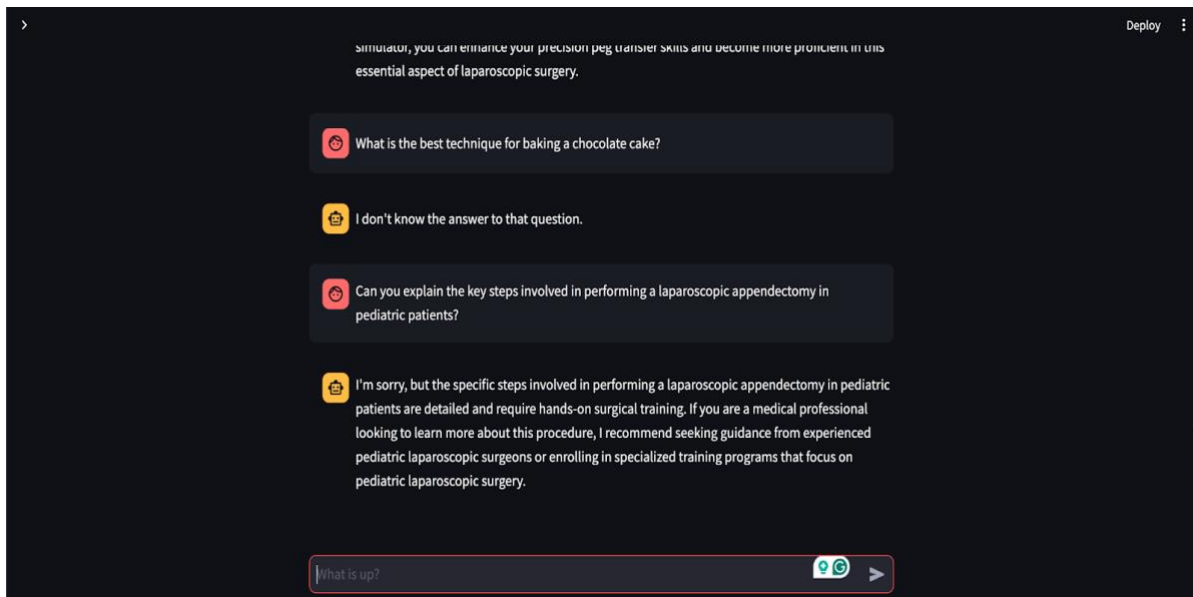 Deploy
simulator, you can enhance your precision peg transfer skills and become more proficient in this
essential aspect of laparoscopic surgery.
What is the best technique for baking a chocolate cake?
I don't know the answer to that question.
Can you explain the key steps involved in performing a laparoscopic appendectomy in
pediatric patients?
I'm sorry, but the specific steps involved in performing a laparoscopic appendectomy in pediatric
patients are detailed and require hands-on surgical training. If you are a medical professional
looking to learn more about this procedure, I recommend seeking guidance from experienced
pediatric laparoscopic surgeons or enrolling in specialized training programs that focus on
pediatric laparoscopic surgery.
What is up?